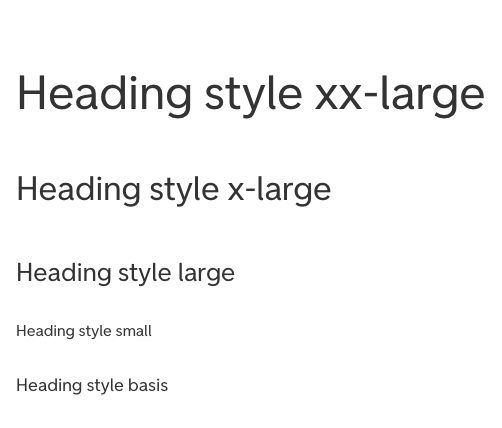 Heading style xx-large
Heading style x-large
Heading style large
Heading style small
Heading style basis